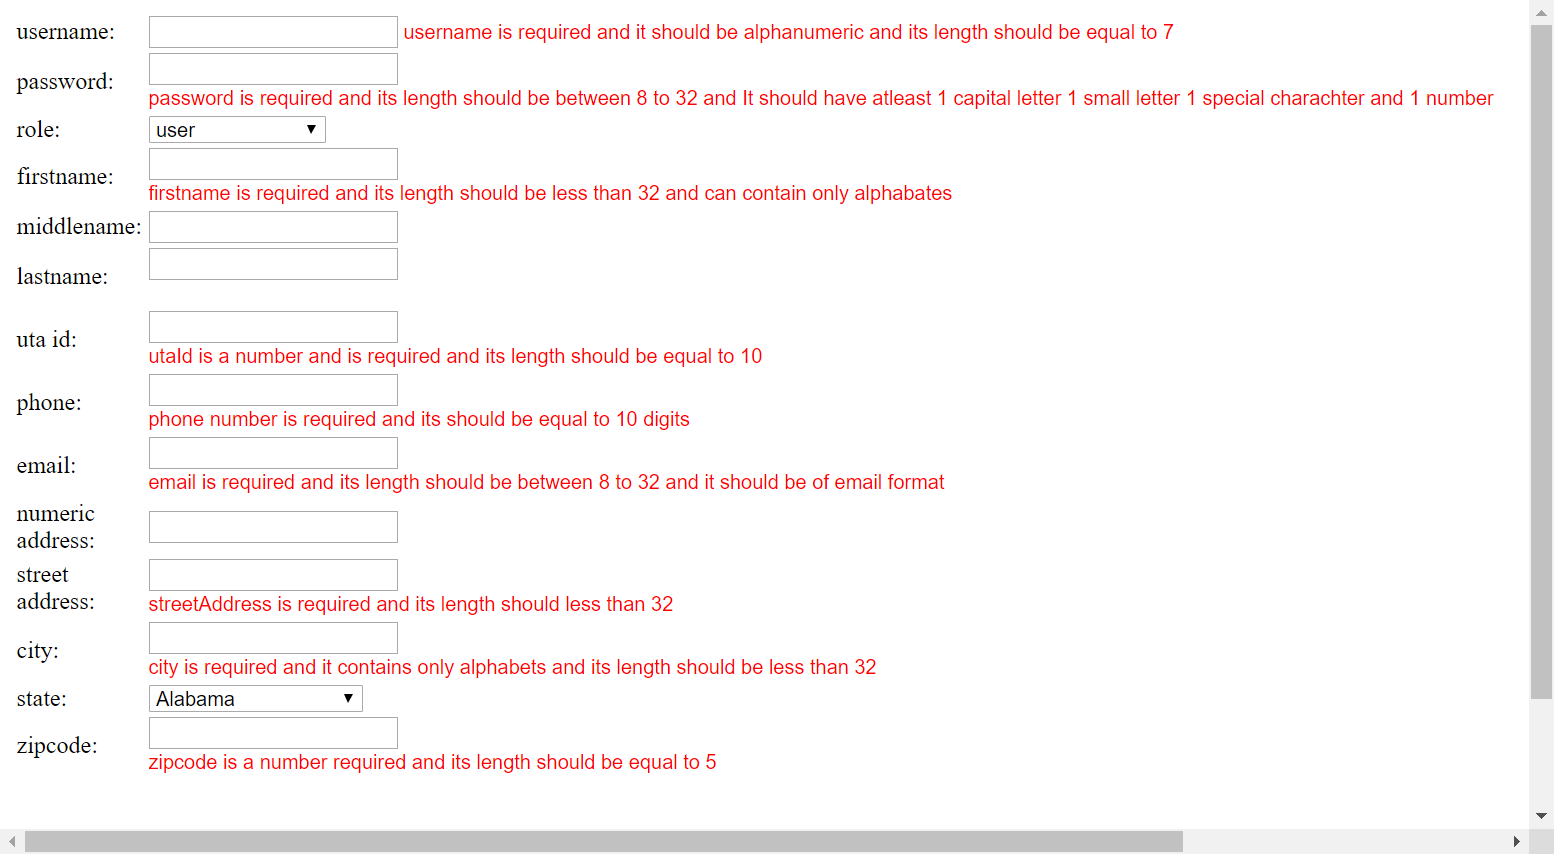 username: username is required and it should be alphanumeric and its length should be equal to 7
password:
password is required and its length should be between 8 to 32 and It should have atleast 1 capital letter 1 small letter 1 special charachter and 1 number
role: user
firstname:
firstname is required and its length should be less than 32 and can contain only alphabates
middlename:
lastname:
uta id:
utaId is a number and is required and its length should be equal to 10
phone:
phone number is required and its should be equal to 10 digits
email:
email is required and its length should be between 8 to 32 and it should be of email format
numeric
address:
street
address:
streetAddress is required and its length should less than 32
city:
city is required and it contains only alphabets and its length should be less than 32
state: Alabama
zipcode:
zipcode is a number required and its length should be equal to 5